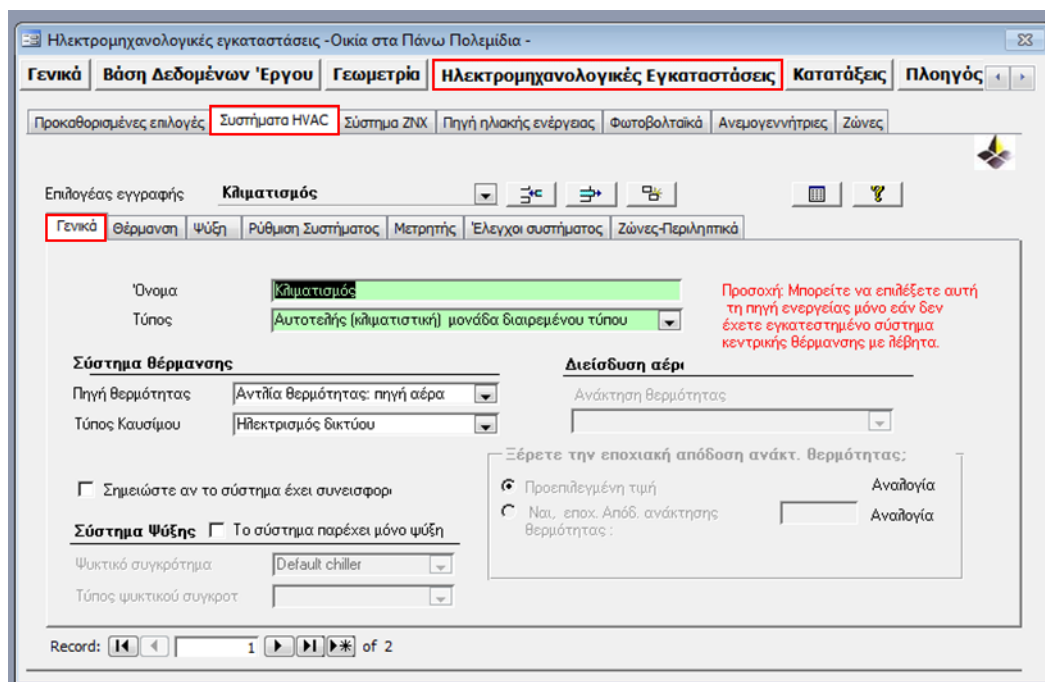 Ηλεκτρομηχανολογικές εγκαταστάσεις -Οικία στα Πάνω Πολεμίδια -
Γενικά Βάση Δεδομένων Έργου Γεωμετρία Ηλεκτρομηχανολογικές Εγκαταστάσεις Κατατάξεις Πλοηγός
Προκαθορισμένες επιλογές Συστήματα HVAC Σύστημα ΖΝΧ Πηγή ηλιακής ενέργειας Φωτοβολταϊκά Ανεμογεννήτριες Ζώνες
Επιλογέας εγγραφής Κλιματισμός
Γενικά Θέρμανση Ψύξη Ρύθμιση Συστήματος Μετρητής Έλεγχοι συστήματος Ζώνες-Περιληπτικά
Όνομα Κλιματισμός
Τύπος Αυτοτελής (κλιματιστική) μονάδα διαιρεμένου τύπου
Προσοχή: Μπορείτε να επιλέξετε αυτή
τη πηγή ενεργείας μόνο εάν δεν
έχετε εγκατεστημένο σύστημα
κεντρικής θέρμανσης με λέβητα.
Σύστημα θέρμανσης
Πηγή θερμότητας Αντλία θερμότητας: πηγή αέρα
Τύπος Καυσίμου Ηλεκτρισμός δικτύου
Σημειώστε αν το σύστημα έχει συνεισφορι
Σύστημα Ψύξης Το σύστημα παρέχει μόνο ψύξη
Ψυκτικό συγκρότημα Default chiller
Τύπος ψυκτικού συγκροτ
Διείσδυση αέρι
Ανάκτηση θερμότητας
Ξέρετε την εποχιακή απόδοση ανάκτ. θερμότητας;
Προεπιλεγμένη τιμή Αναλογία
Ναι, εποχ. Απόδ. ανάκτησης Αναλογία
θερμότητας :
Record: 1 of 2